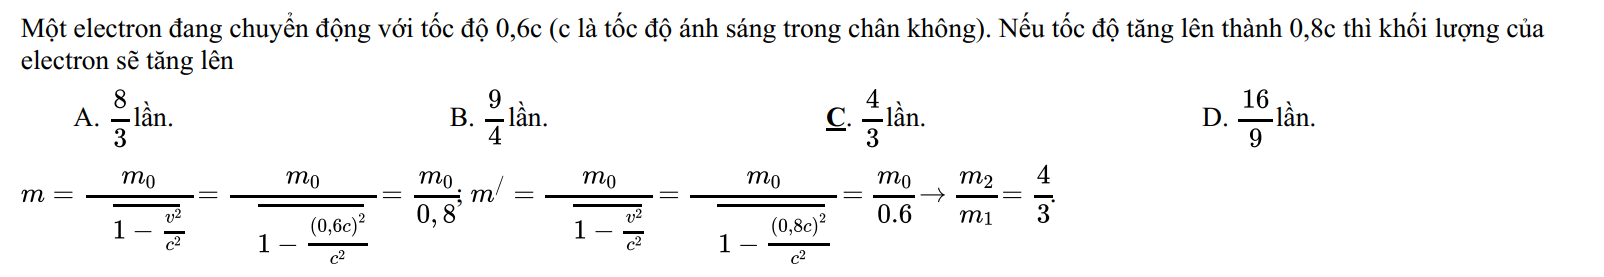 Một electron đang chuyển động với tốc độ 0,6c (c là tốc độ ánh sáng trong chân không). Nếu tốc độ tăng lên thành 0,8c thì khối lượng của
electron sẽ tăng lên
A. 8/3 lần. B. 9/4 lần. C. 4/3 lần. D. 16/9 lần.
m = m₀/(‾(1 − v²/c²)) = m₀/(‾(1 − (0,6c)²/c²)) = m₀/0,8; m′ = m₀/(‾(1 − v²/c²)) = m₀/(‾(1 − (0,8c)²/c²)) = m₀/0.6 → m₂/m₁ = 4/3.